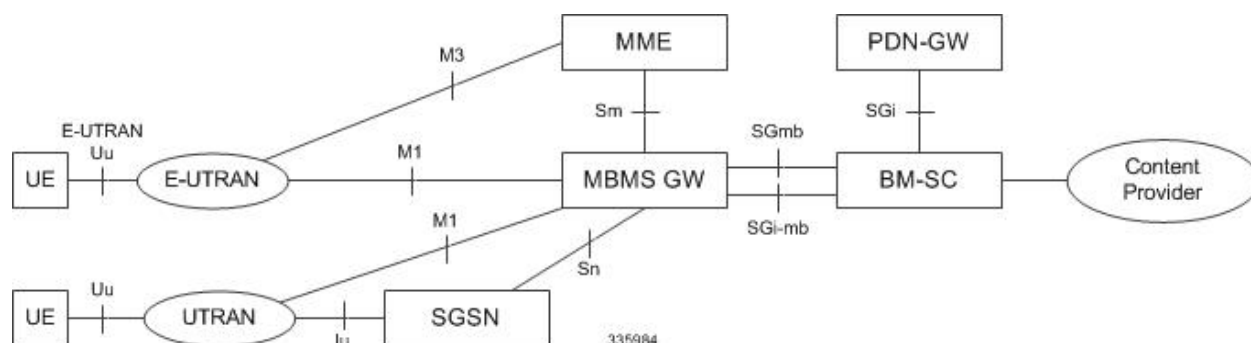 MME
PDN-GW
M3
Sm
SGi
E-UTRAN
Uu
SGmb
M1
UE
E-UTRAN
MBMS GW
BM-SC
Content
Provider
SGi-mb
M1
Sn
Uu
UE
UTRAN
SGSN
Iu
335984